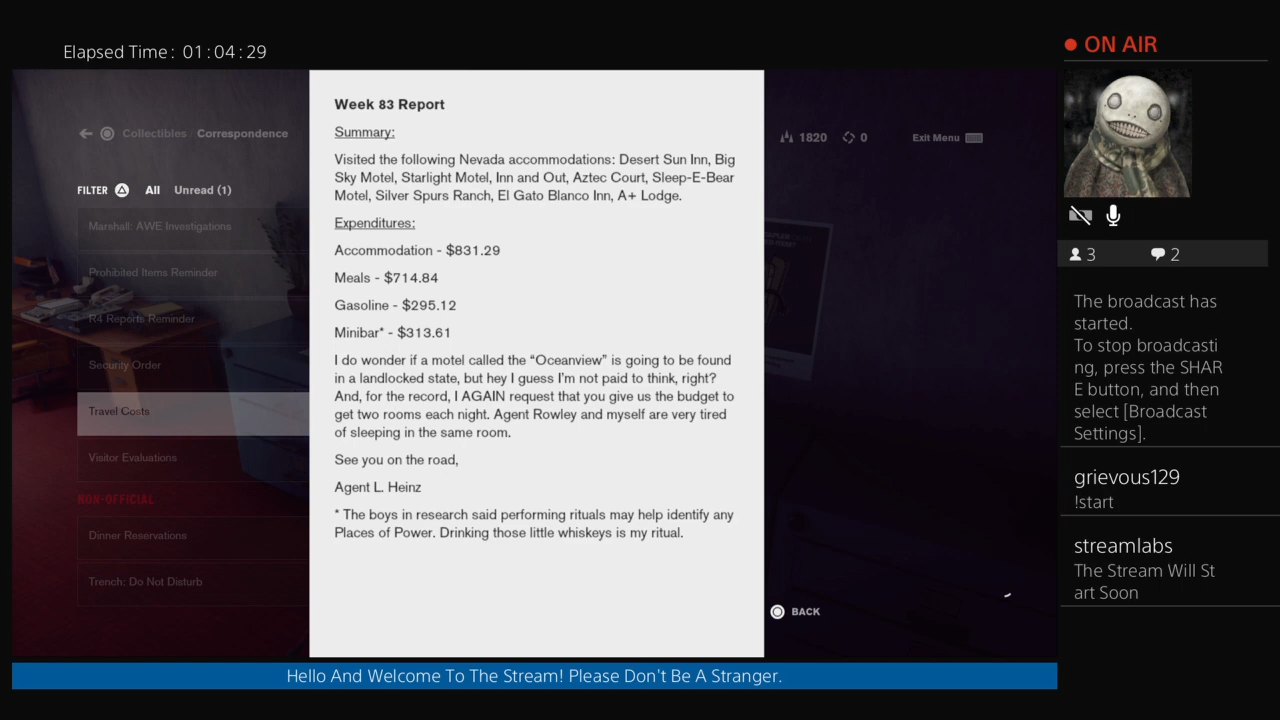 Elapsed Time: 01:04:29
ON AIR
Collectibles Correspondence
1820
0
Exit Menu
FILTER All Unread (1)
Marshall: AWE Investigations
Prohibited Items Reminder
R4 Reports Reminder
Security Order
Travel Costs
Visitor Evaluations
NON-OFFICIAL
Dinner Reservations
Trench: Do Not Disturb
Week 83 Report
Summary:
Visited the following Nevada accommodations: Desert Sun Inn, Big
Sky Motel, Starlight Motel, Inn and Out, Aztec Court, Sleep-E-Bear
Motel, Silver Spurs Ranch, El Gato Blanco Inn, A+ Lodge.
Expenditures:
Accommodation - $831.29
Meals - $714.84
Gasoline - $295.12
Minibar* - $313.61
I do wonder if a motel called the “Oceanview” is going to be found
in a landlocked state, but hey I guess I'm not paid to think, right?
And, for the record, I AGAIN request that you give us the budget to
get two rooms each night. Agent Rowley and myself are very tired
of sleeping in the same room.
See you on the road,
Agent L. Heinz
* The boys in research said performing rituals may help identify any
Places of Power. Drinking those little whiskeys is my ritual.
BACK
3
2
The broadcast has
started.
To stop broadcasti
ng, press the SHAR
E button, and then
select [Broadcast
Settings].
grievous129
!start
streamlabs
The Stream Will St
art Soon
Hello And Welcome To The Stream! Please Don't Be A Stranger.